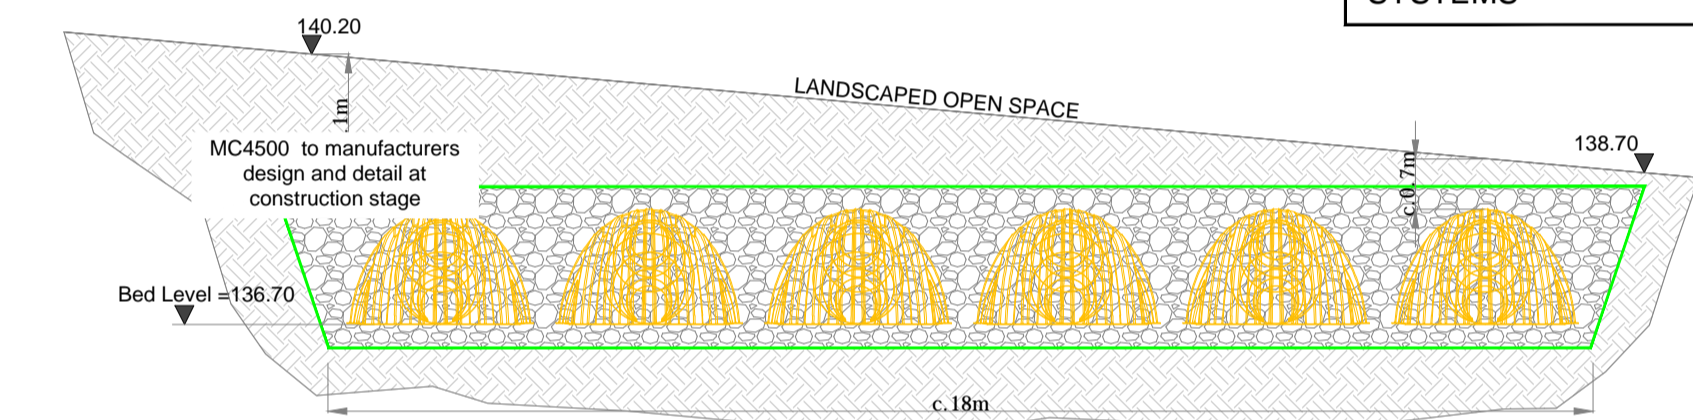 SYSTEMS
140.20
LANDSCAPED OPEN SPACE
1m
138.70
MC4500 to manufacturers
design and detail at
construction stage
c.0.7m
Bed Level =136.70
c.18m